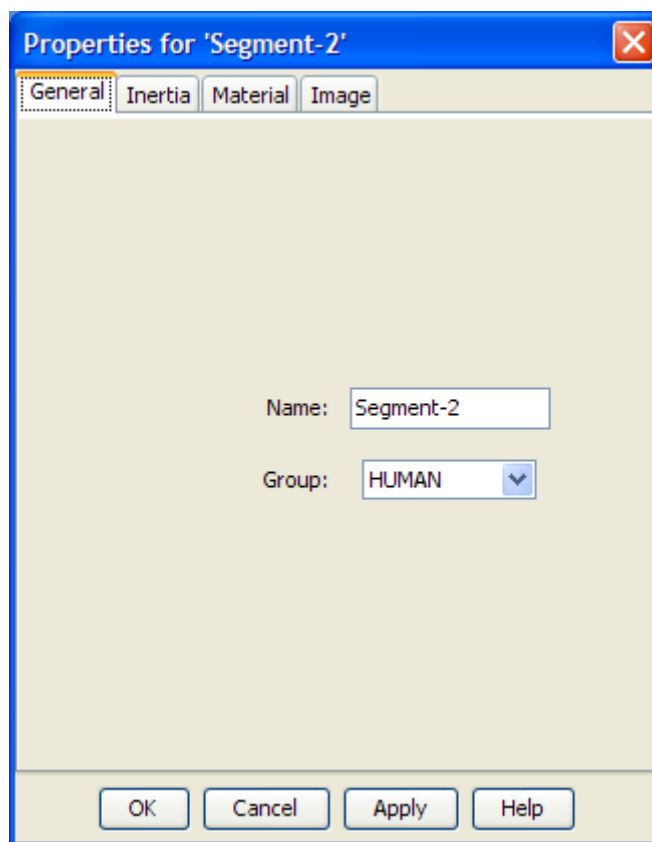 Properties for 'Segment-2'
General Inertia Material Image
Name: Segment-2
Group: HUMAN
OK Cancel Apply Help